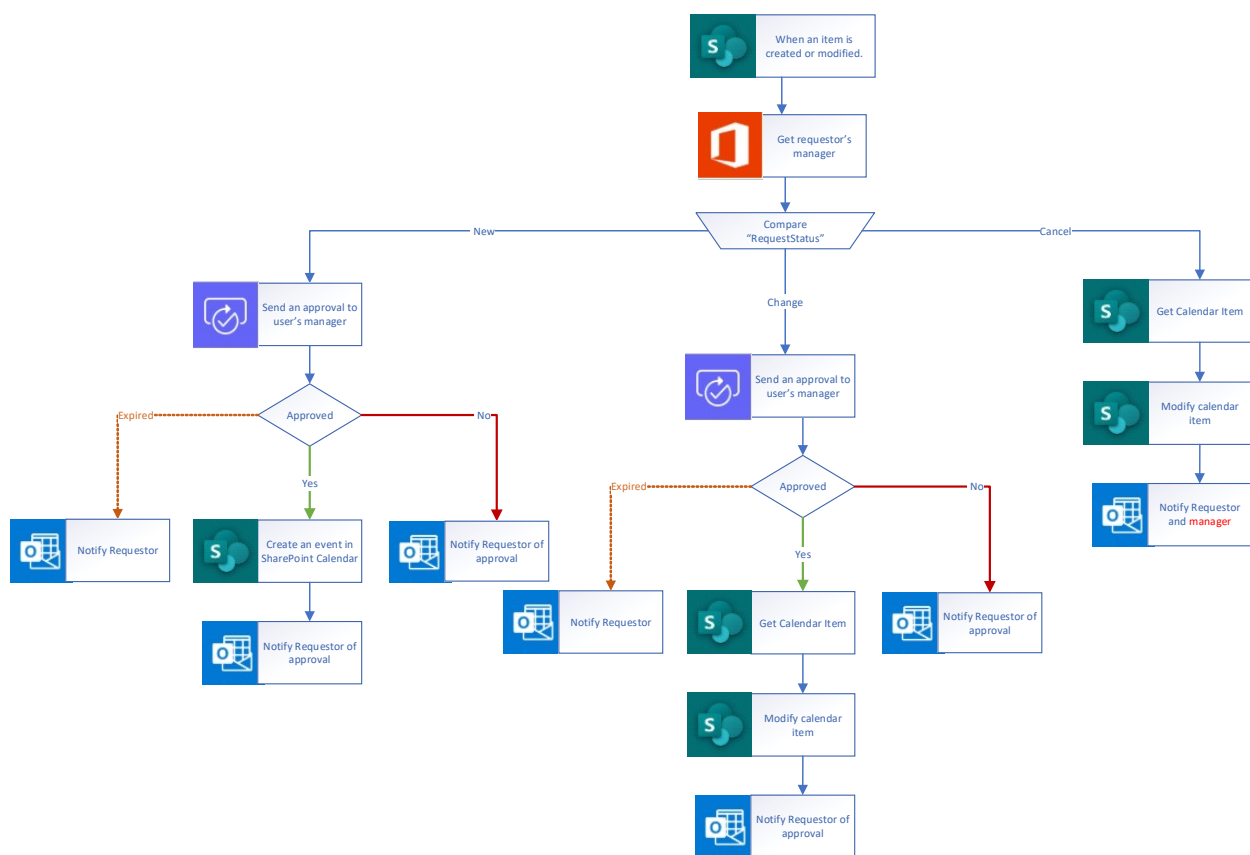 When an item is
created or modified.
Get requestor's
manager
Compare
"RequestStatus"
New
Cancel
Change
Send an approval to
user's manager
Approved
Expired
No
Yes
Notify Requestor
Create an event in
SharePoint Calendar
Notify Requestor of
approval
Notify Requestor of
approval
Send an approval to
user's manager
Approved
Expired
No
Yes
Notify Requestor
Get Calendar Item
Notify Requestor of
approval
Modify calendar
item
Notify Requestor of
approval
Get Calendar Item
Modify calendar
item
Notify Requestor
and manager
S
S
S
S
S
S
O
O
O
O
O
O
O